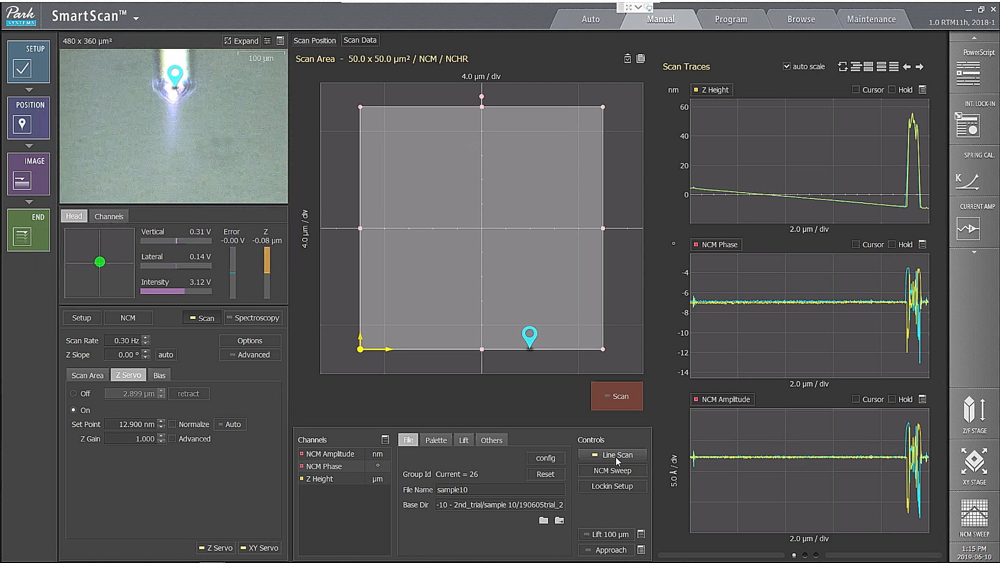 Park
SYSTEMS
SmartScan™
Auto
Manual
Program
Browse
Maintenance
1.0 RTM11h, 2018-1
SETUP
POSITION
IMAGE
END
480 x 360 µm²
Expand
100 µm
Head
Channels
Vertical 0.31 V
Lateral 0.14 V
Intensity 3.12 V
Error
-0.00 V
Z
-0.08 µm
Setup
NCM
Scan
Spectroscopy
Scan Rate 0.30 Hz
Options
Z Slope 0.00 ° auto
Advanced
Scan Area
Z Servo
Bias
Off 2.899 µm retract
On
Set Point 12.900 nm Normalize Auto
Z Gain 1.000 Advanced
Z Servo
XY Servo
Scan Position
Scan Data
Scan Area - 50.0 x 50.0 µm² / NCM / NCHR
4.0 µm / div
4.0 µm / div
Scan
Channels
NCM Amplitude nm
NCM Phase °
Z Height µm
File
Palette
Lift
Others
config
Group Id Current = 26
Reset
File Name sample10
Base Dir -10 - 2nd_trial/sample 10/190605trial_2
Controls
Line Scan
NCM Sweep
Lockin Setup
Lift 100 µm
Approach
Scan Traces
auto scale
nm
Z Height
Cursor
Hold
60
40
20
0
2.0 µm / div
°
NCM Phase
Cursor
Hold
-4
-6
-8
-10
-12
-14
2.0 µm / div
NCM Amplitude
Cursor
Hold
5.0 Å / div
2.0 µm / div
PowerScript
INT. LOCK-IN
SPRING CAL.
K
CURRENT AMP
Z/F STAGE
XY STAGE
NCM SWEEP
1:15 PM
2019-06-10